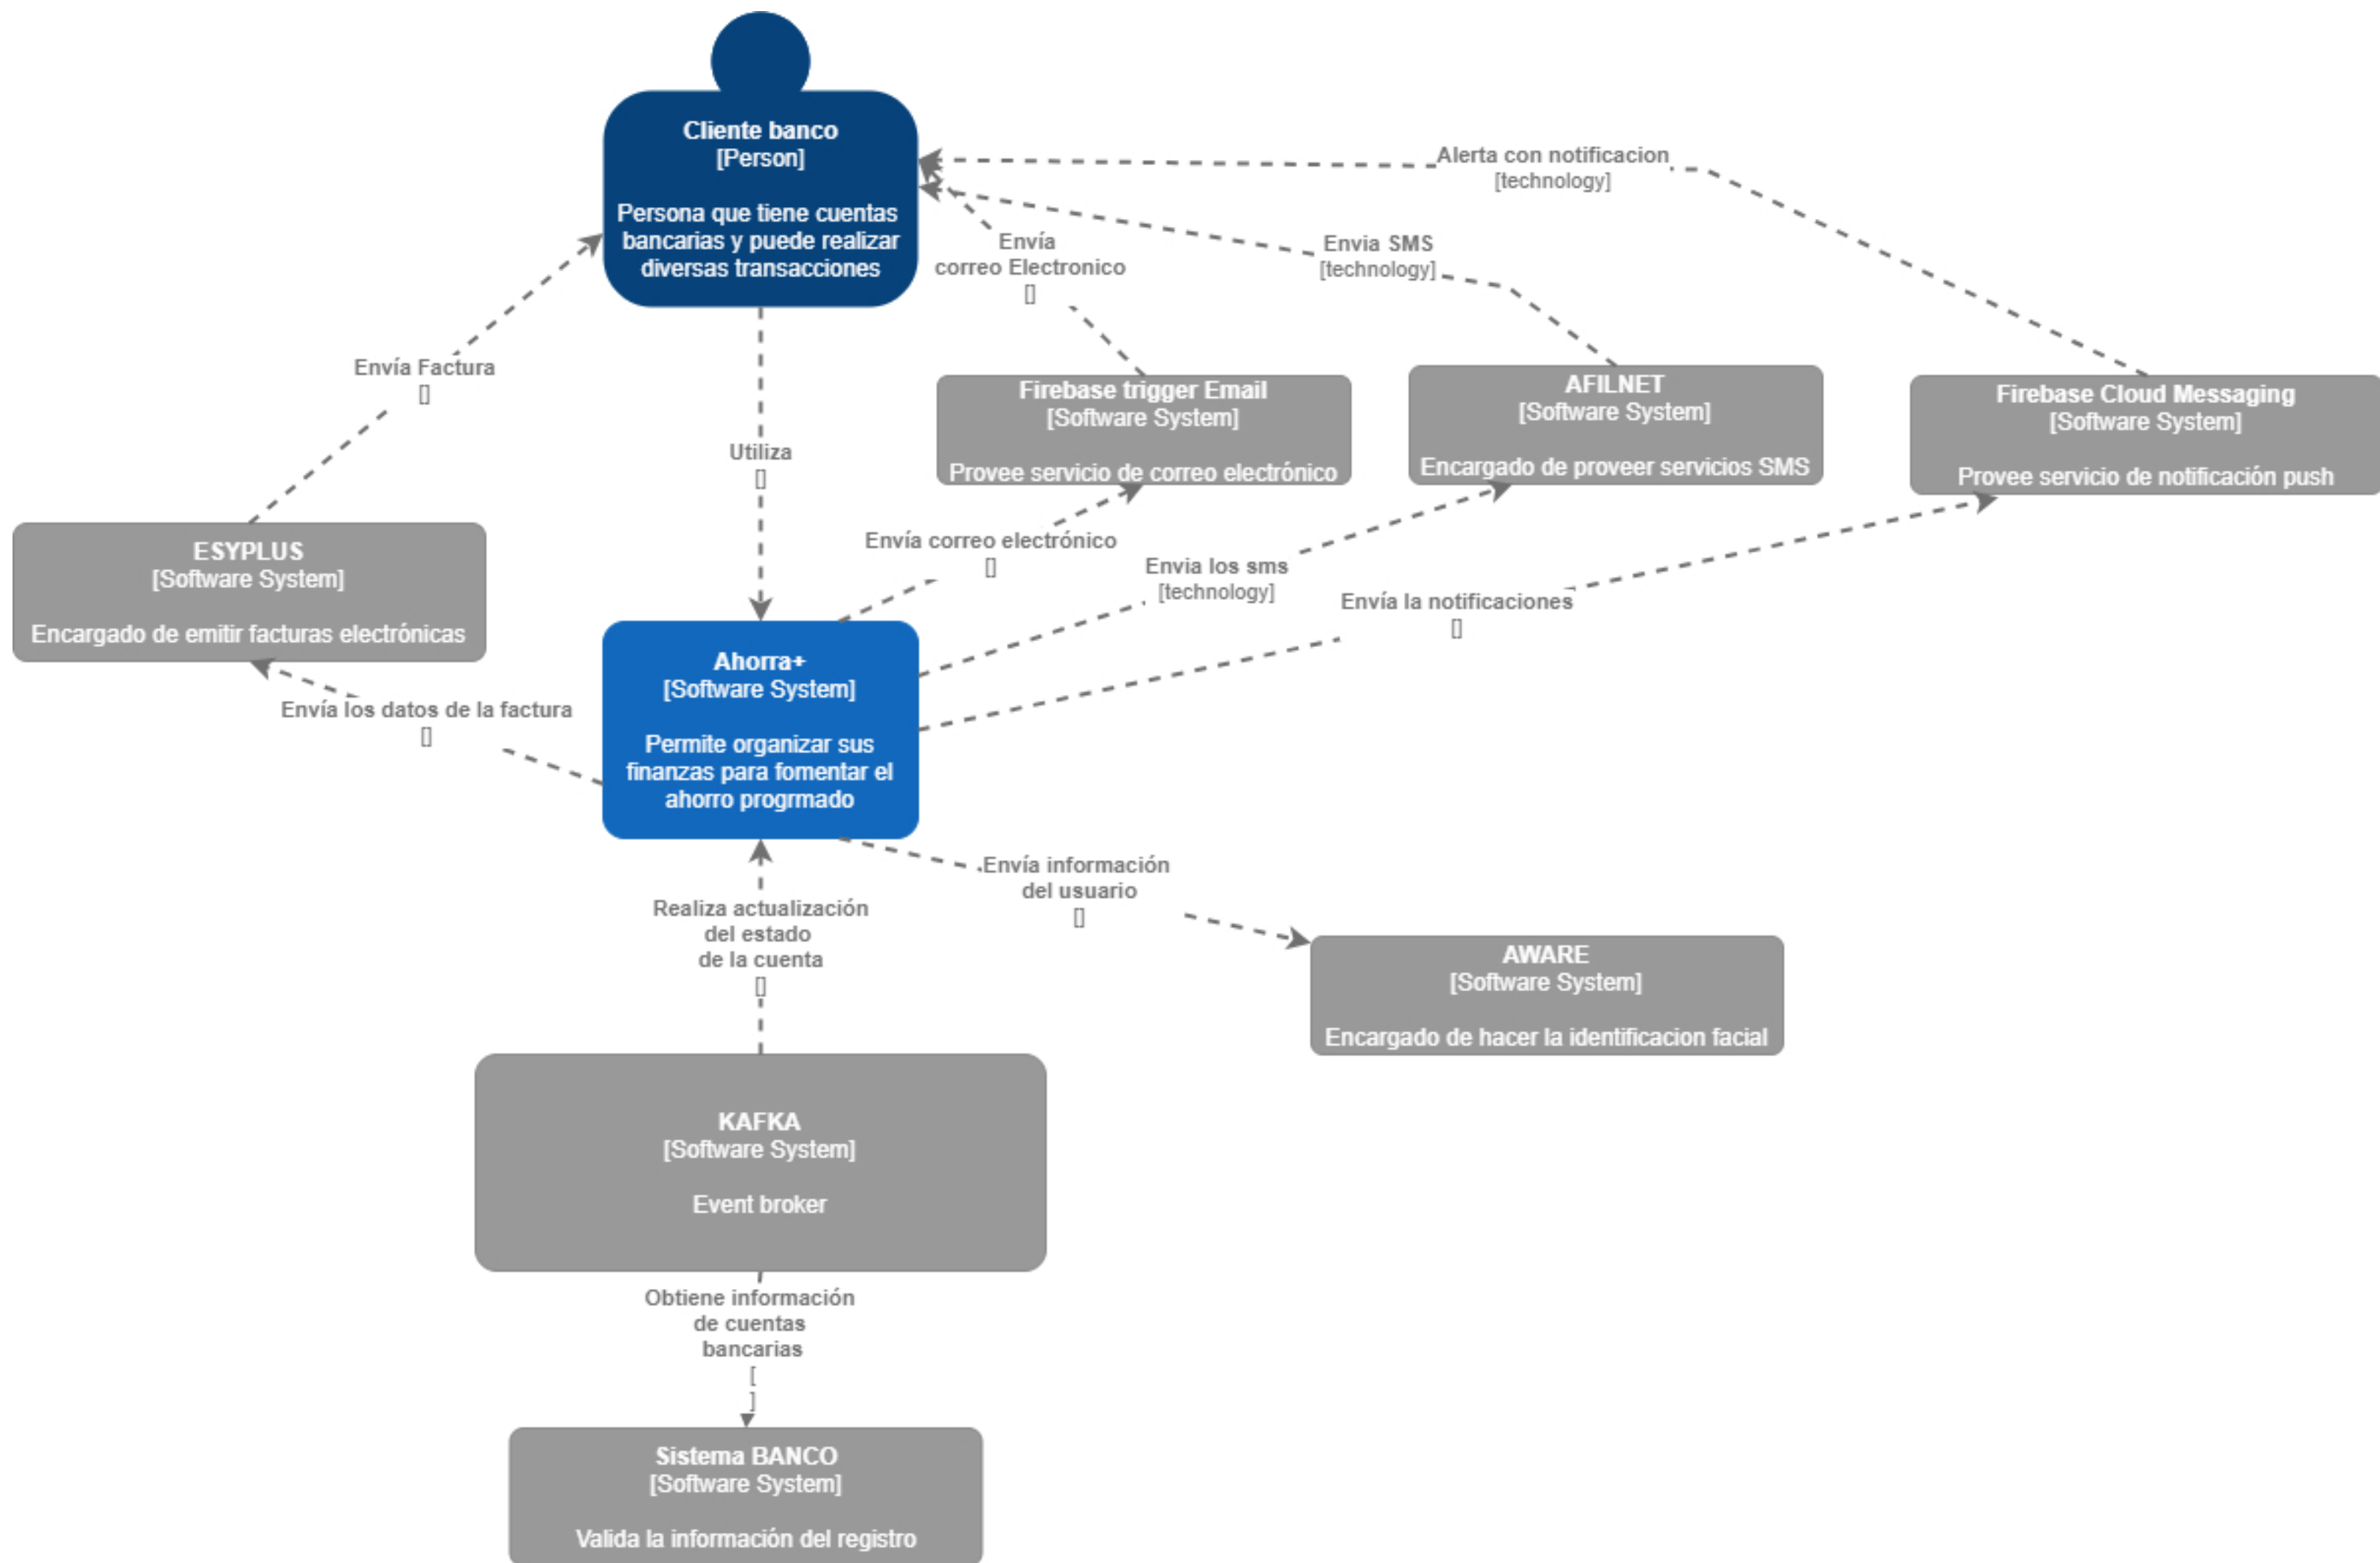 Cliente banco
[Person]
Persona que tiene cuentas
bancarias y puede realizar
diversas transacciones
Alerta con notificacion
[technology]
Envía
correo Electronico
[]
Envia SMS
[technology]
Envía Factura
[]
Utiliza
[]
Firebase trigger Email
[Software System]
Provee servicio de correo electrónico
AFILNET
[Software System]
Encargado de proveer servicios SMS
Firebase Cloud Messaging
[Software System]
Provee servicio de notificación push
ESYPLUS
[Software System]
Encargado de emitir facturas electrónicas
Envía correo electrónico
[]
Envia los sms
[technology]
Envía la notificaciones
[]
Envía los datos de la factura
[]
Ahorra+
[Software System]
Permite organizar sus
finanzas para fomentar el
ahorro progrmado
Envía información
del usuario
[]
Realiza actualización
del estado
de la cuenta
[]
AWARE
[Software System]
Encargado de hacer la identificacion facial
KAFKA
[Software System]
Event broker
Obtiene información
de cuentas
bancarias
[
]
Sistema BANCO
[Software System]
Valida la información del registro